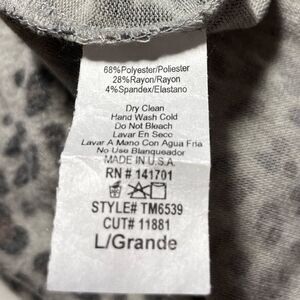 68%Polyester/Poliester
28%Rayon/Rayon
4%Spandex/Elastano
Dry Clean
Hand Wash Cold
Do Not Bleach
Lavar En Seco
Lavar A Mano Con Agua Fria
No Use Blanqueador
MADE IN U.S.A.
RN # 141701
STYLE# TM6539
CUT# 11881
L/Grande